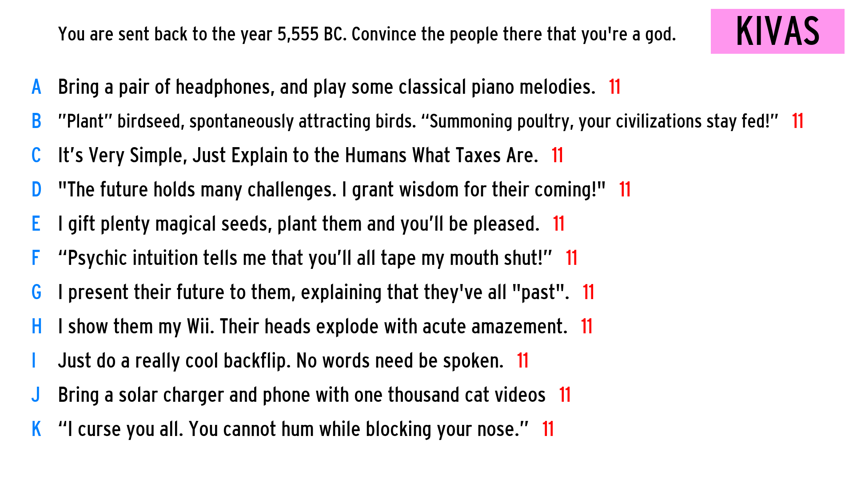 You are sent back to the year 5,555 BC. Convince the people there that you're a god.
KIVAS
A Bring a pair of headphones, and play some classical piano melodies. 11
B ”Plant” birdseed, spontaneously attracting birds. “Summoning poultry, your civilizations stay fed!” 11
C It’s Very Simple, Just Explain to the Humans What Taxes Are. 11
D "The future holds many challenges. I grant wisdom for their coming!" 11
E I gift plenty magical seeds, plant them and you’ll be pleased. 11
F “Psychic intuition tells me that you’ll all tape my mouth shut!” 11
G I present their future to them, explaining that they've all "past". 11
H I show them my Wii. Their heads explode with acute amazement. 11
I Just do a really cool backflip. No words need be spoken. 11
J Bring a solar charger and phone with one thousand cat videos 11
K “I curse you all. You cannot hum while blocking your nose.” 11